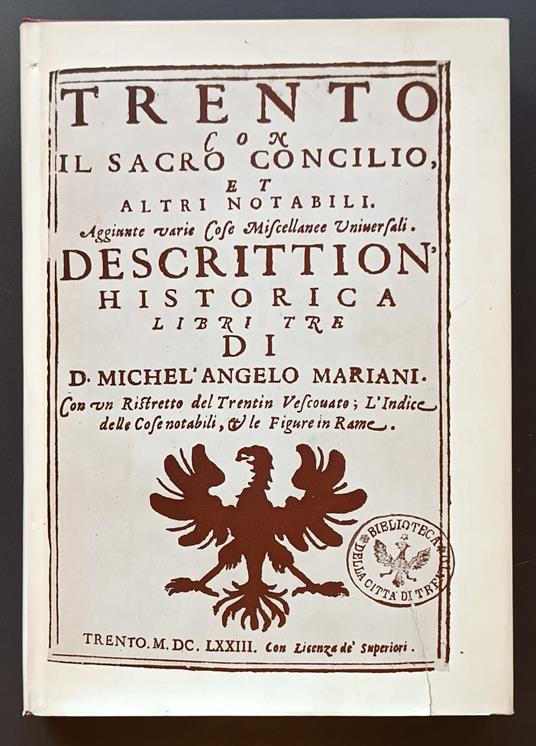 TRENTO
CON
IL SACRO CONCILIO,
ET
ALTRI NOTABILI.
Aggiunte varie Cose Miſcellanee Vniuerſali.
DESCRITTION'
HISTORICA
LIBRI TRE
DI
D. MICHEL'ANGELO MARIANI.
Con vn Riſtretto del Trentin Veſcouato; L'Indice
delle Coſe notabili, & le Figure in Rame.
BIBLIOTECA
DELLA CITTÀ DI TRENTO
TRENTO. M. DC. LXXIII. Con Licenza de' Superiori.